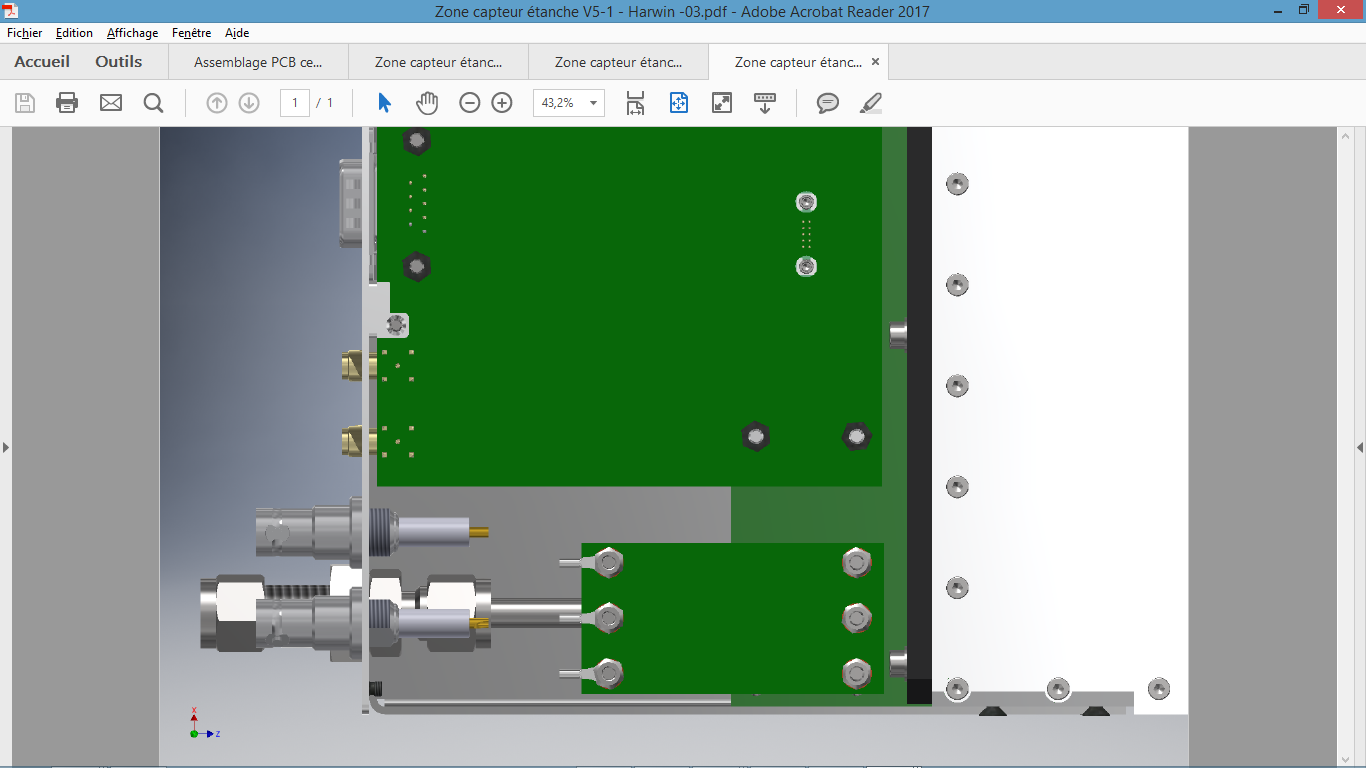 Zone capteur étanche V5-1 - Harwin -03.pdf - Adobe Acrobat Reader 2017
Fichier Edition Affichage Fenêtre Aide
Accueil Outils Assemblage PCB ce... Zone capteur étanc... Zone capteur étanc... Zone capteur étanc...
1 / 1 43,2%
X
Z